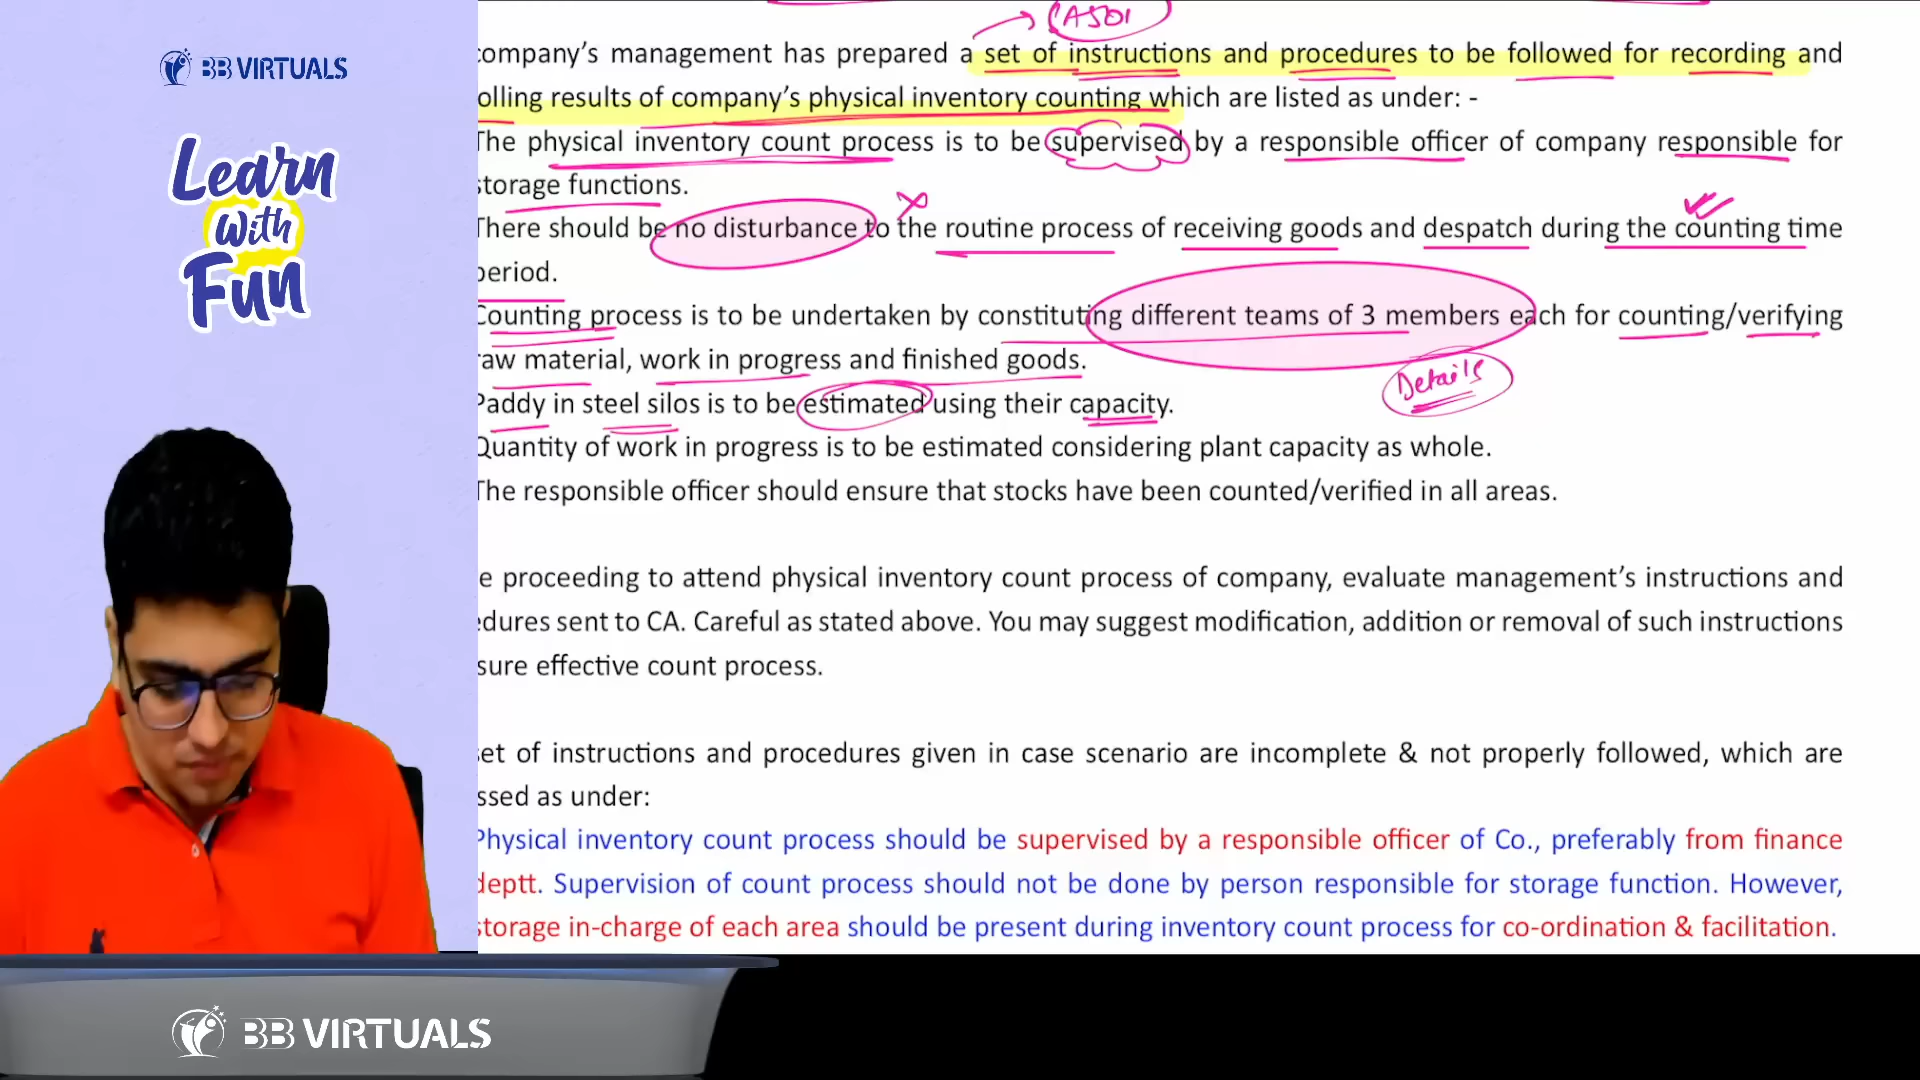 (A501
company's management has prepared a set of instructions and procedures to be followed for recording and
BB VIRTUALS
olling results of company's physical inventory counting which are listed as under: -
The physical inventory count process is to be supervised by a responsible officer of company responsible for
Learn
With
Fun
storage functions.
There should be no disturbance to the routine process of receiving goods and despatch during the counting time
period.
Counting process is to be undertaken by constituting different teams of 3 members each for counting/verifying
raw material, work in progress and finished goods.
Details
Paddy in steel silos is to be estimated using their capacity.
Quantity of work in progress is to be estimated considering plant capacity as whole.
The responsible officer should ensure that stocks have been counted/verified in all areas.
e proceeding to attend physical inventory count process of company, evaluate management's instructions and
edures sent to CA. Careful as stated above. You may suggest modification, addition or removal of such instructions
sure effective count process.
set of instructions and procedures given in case scenario are incomplete & not properly followed, which are
ssed as under:
Physical inventory count process should be supervised by a responsible officer of Co., preferably from finance
deptt. Supervision of count process should not be done by person responsible for storage function. However,
storage in-charge of each area should be present during inventory count process for co-ordination & facilitation.
BB VIRTUALS